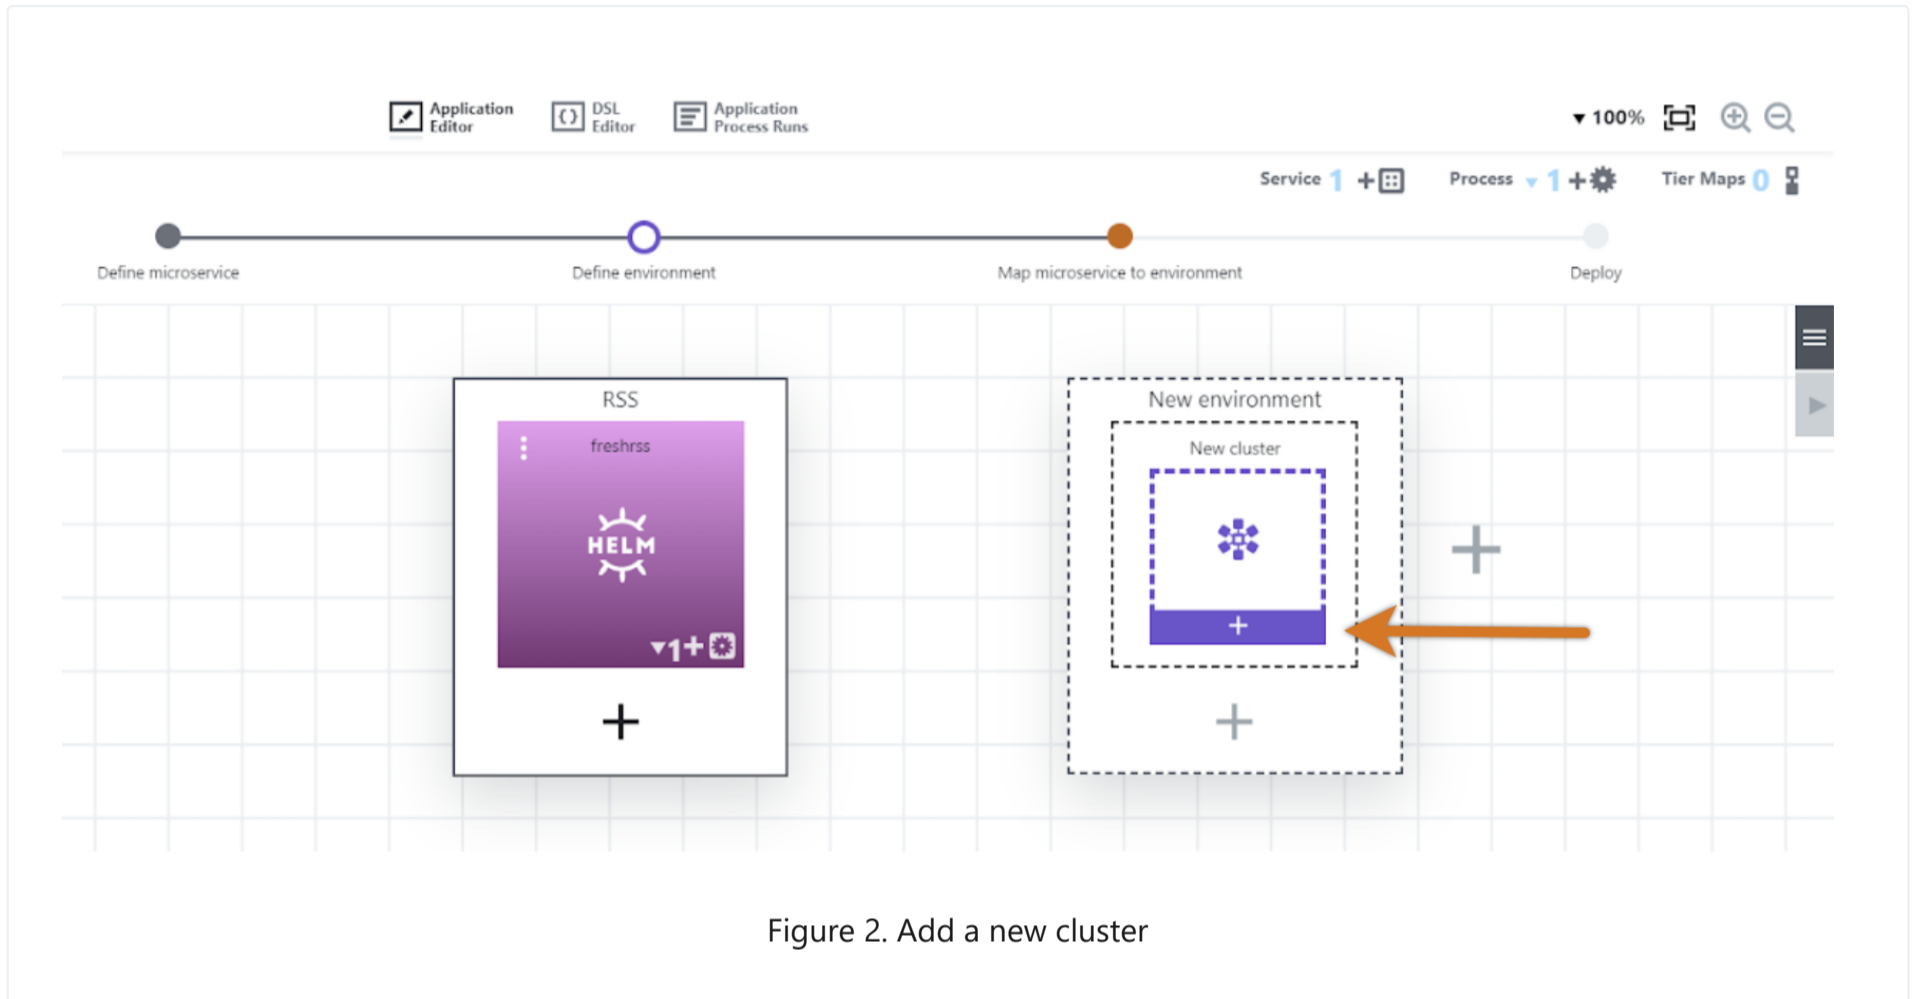 Application
Editor
DSL
Editor
Application
Process Runs
100%
Service 1
Process 1
Tier Maps 0
Define microservice
Define environment
Map microservice to environment
Deploy
RSS
freshrss
HELM
1
New environment
New cluster
Figure 2. Add a new cluster